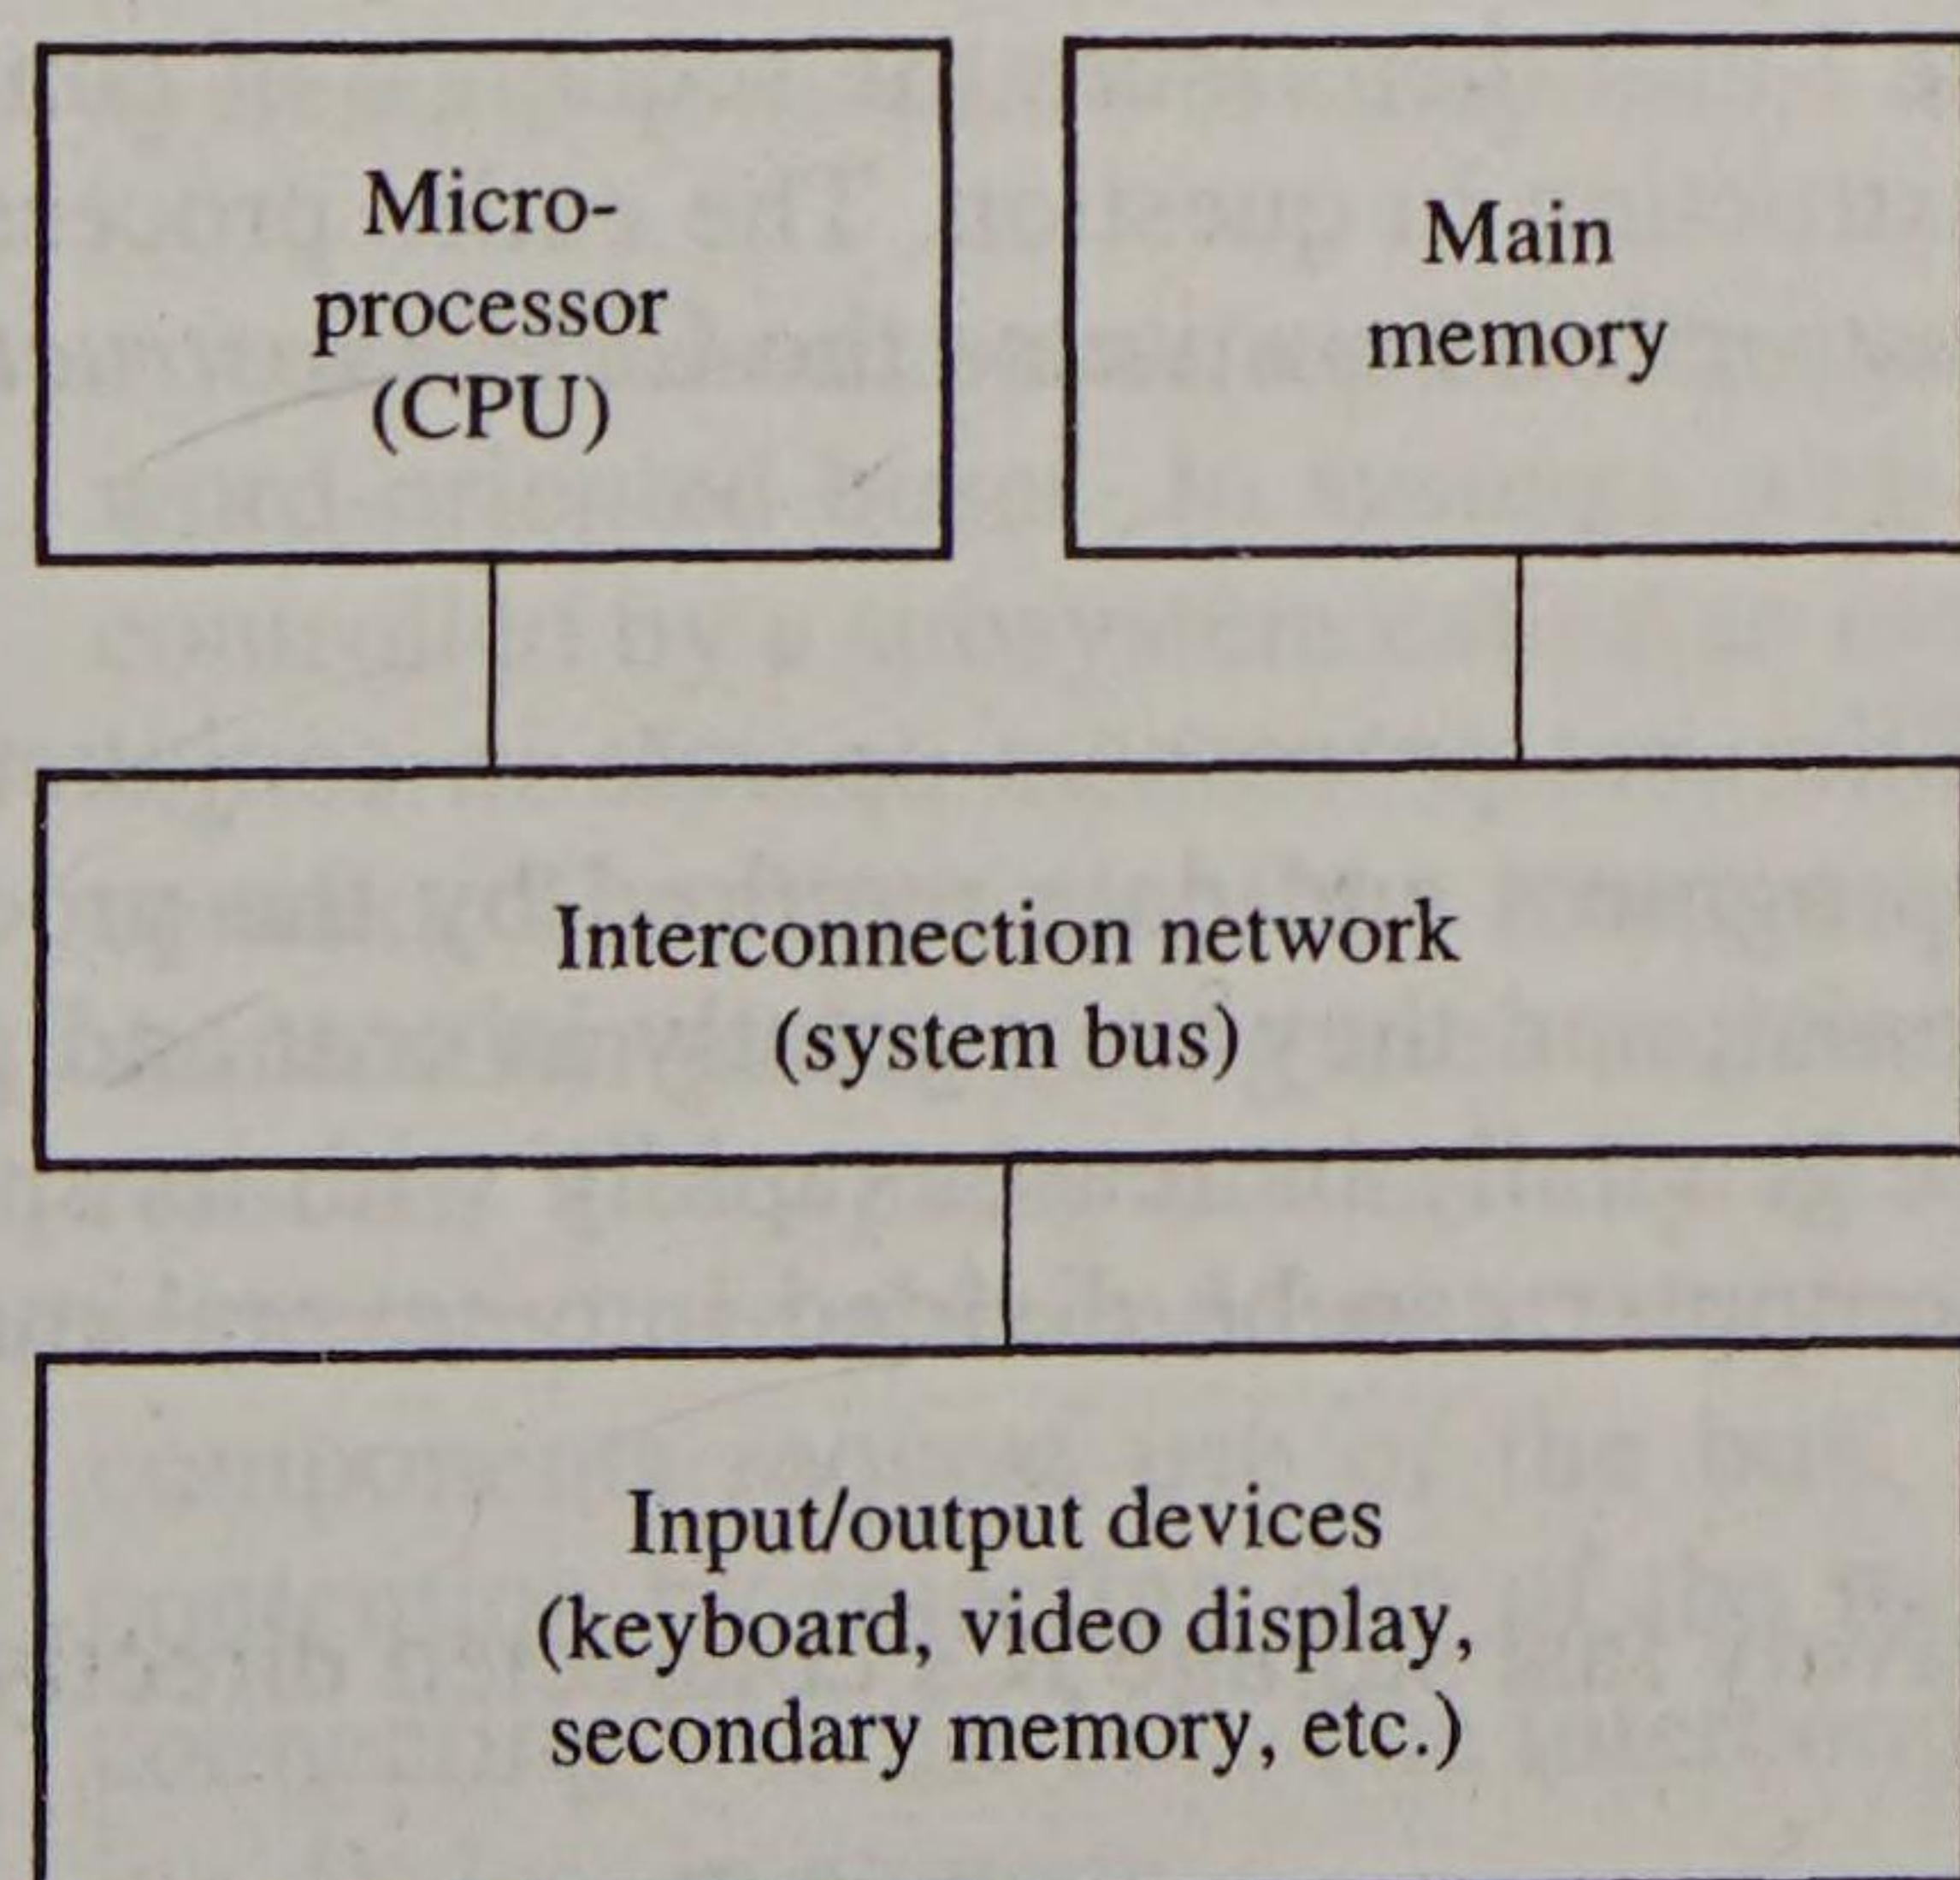 Micro-
processor
(CPU)
Main
memory
Interconnection network
(system bus)
Input/output devices
(keyboard, video display,
secondary memory, etc.)